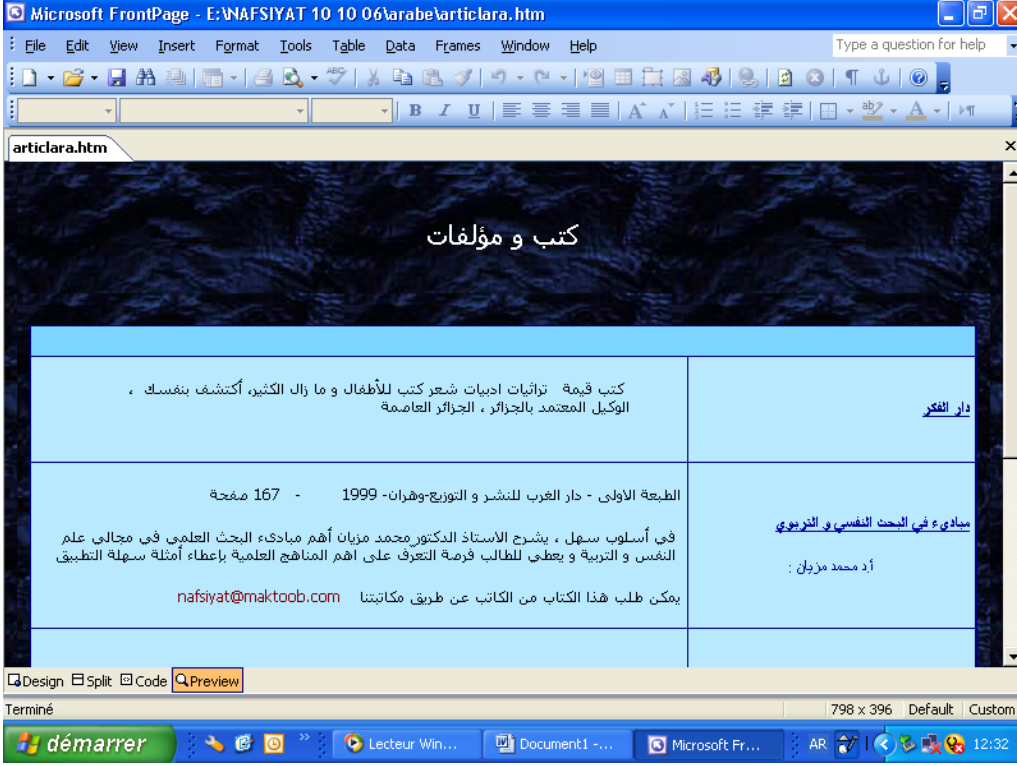 Microsoft FrontPage - E:\NAFSIYAT 10 10 06\arabe\articlara.htm
File Edit View Insert Format Tools Table Data Frames Window Help
Type a question for help
B I U
articlara.htm
كتب و مؤلفات
دار الفكر
كتب قيمة تراثيات ادبيات شعر كتب للأطفال و ما زال الكثير، أكتشف بنفسك ،
الوكيل المعتمد بالجزائر ، الجزائر العاصمة
مباديء في البحث النفسي و التربوي
أ.د محمد مزيان :
الطبعة الاولى - دار الغرب للنشر و التوزيع-وهران- 1999 - 167 صفحة
في أسلوب سهل ، يشرح الاستاذ الدكتور محمد مزيان أهم مبادىء البحث العلمي في مجالي علم
النفس و التربية و يعطي للطالب فرصة التعرف على اهم المناهج العلمية بإعطاء أمثلة سهلة التطبيق
يمكن طلب هذا الكتاب من الكاتب عن طريق مكاتبتنا nafsiyat@maktoob.com
Design Split Code Preview
Terminé
798 x 396 Default Custom
démarrer
Lecteur Win...
Document1 -...
Microsoft Fr...
AR
12:32